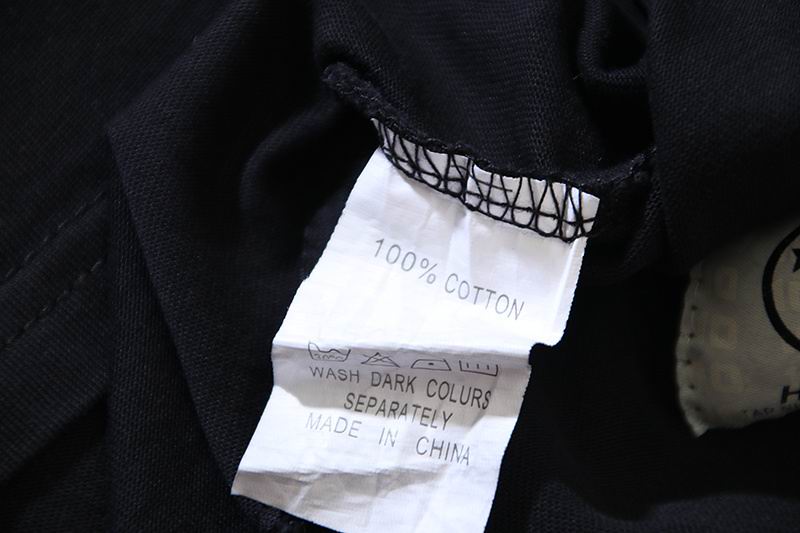 100% COTTON
WASH DARK COLURS
SEPARATELY
MADE IN CHINA
H